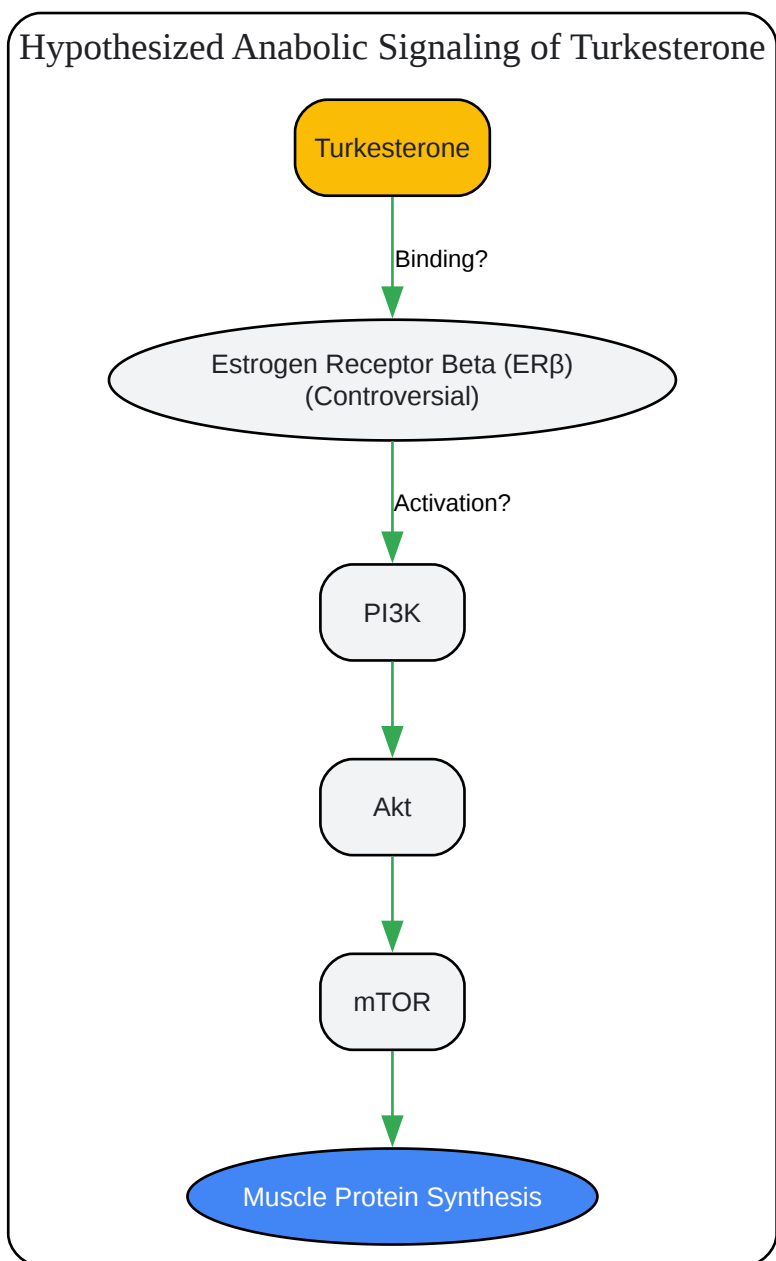 Hypothesized Anabolic Signaling of Turkesterone
Turkesterone
Binding?
Estrogen Receptor Beta (ERβ)
(Controversial)
Activation?
PI3K
Akt
mTOR
Muscle Protein Synthesis